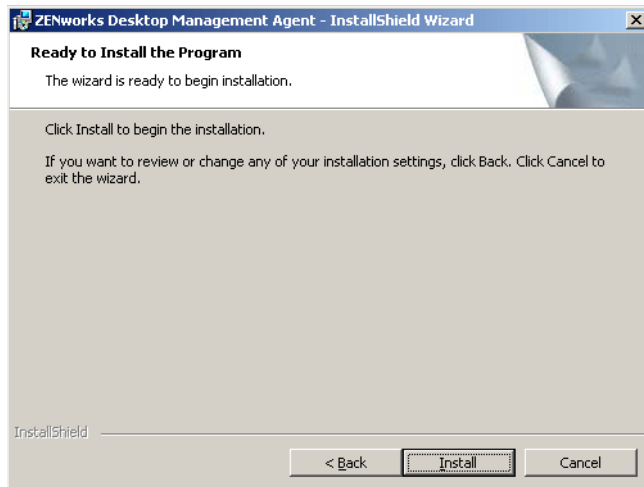 ZENworks Desktop Management Agent - InstallShield Wizard
Ready to Install the Program
The wizard is ready to begin installation.
Click Install to begin the installation.
If you want to review or change any of your installation settings, click Back. Click Cancel to
exit the wizard.
InstallShield
< Back Install Cancel